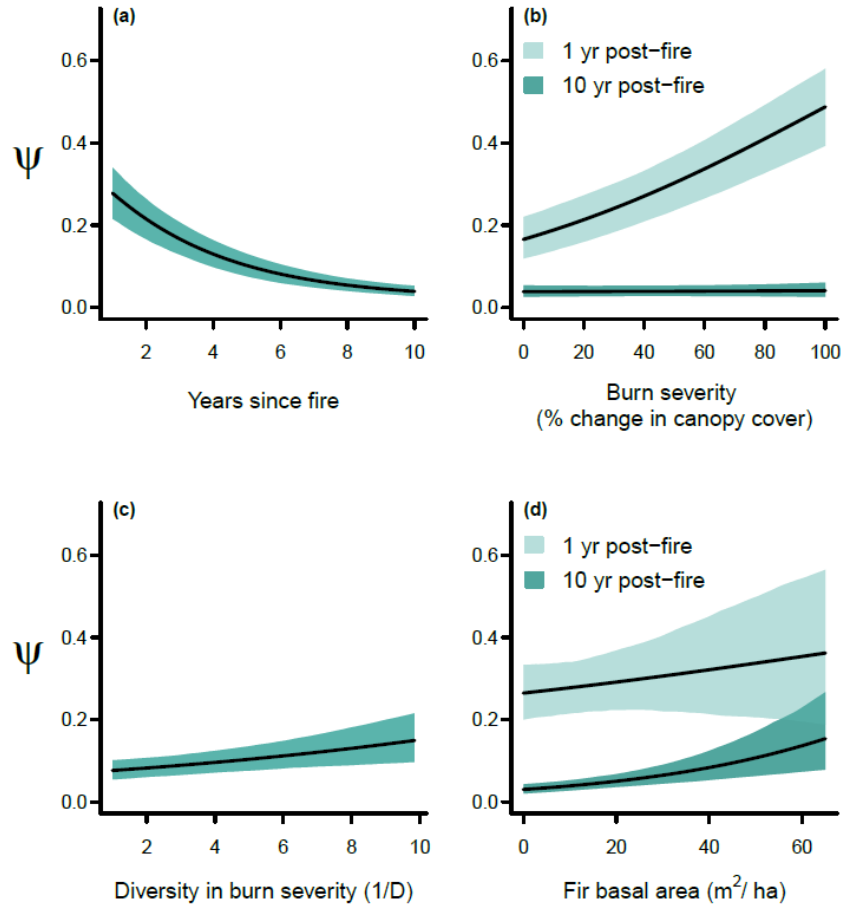 (a)
0.6
0.4
0.2
0.0
ψ
2 4 6 8 10
Years since fire
(b)
1 yr post−fire
10 yr post−fire
0.6
0.4
0.2
0.0
0 20 40 60 80 100
Burn severity
(% change in canopy cover)
(c)
0.6
0.4
0.2
0.0
ψ
2 4 6 8 10
Diversity in burn severity (1/D)
(d)
1 yr post−fire
10 yr post−fire
0.6
0.4
0.2
0.0
0 20 40 60
Fir basal area (m²/ ha)